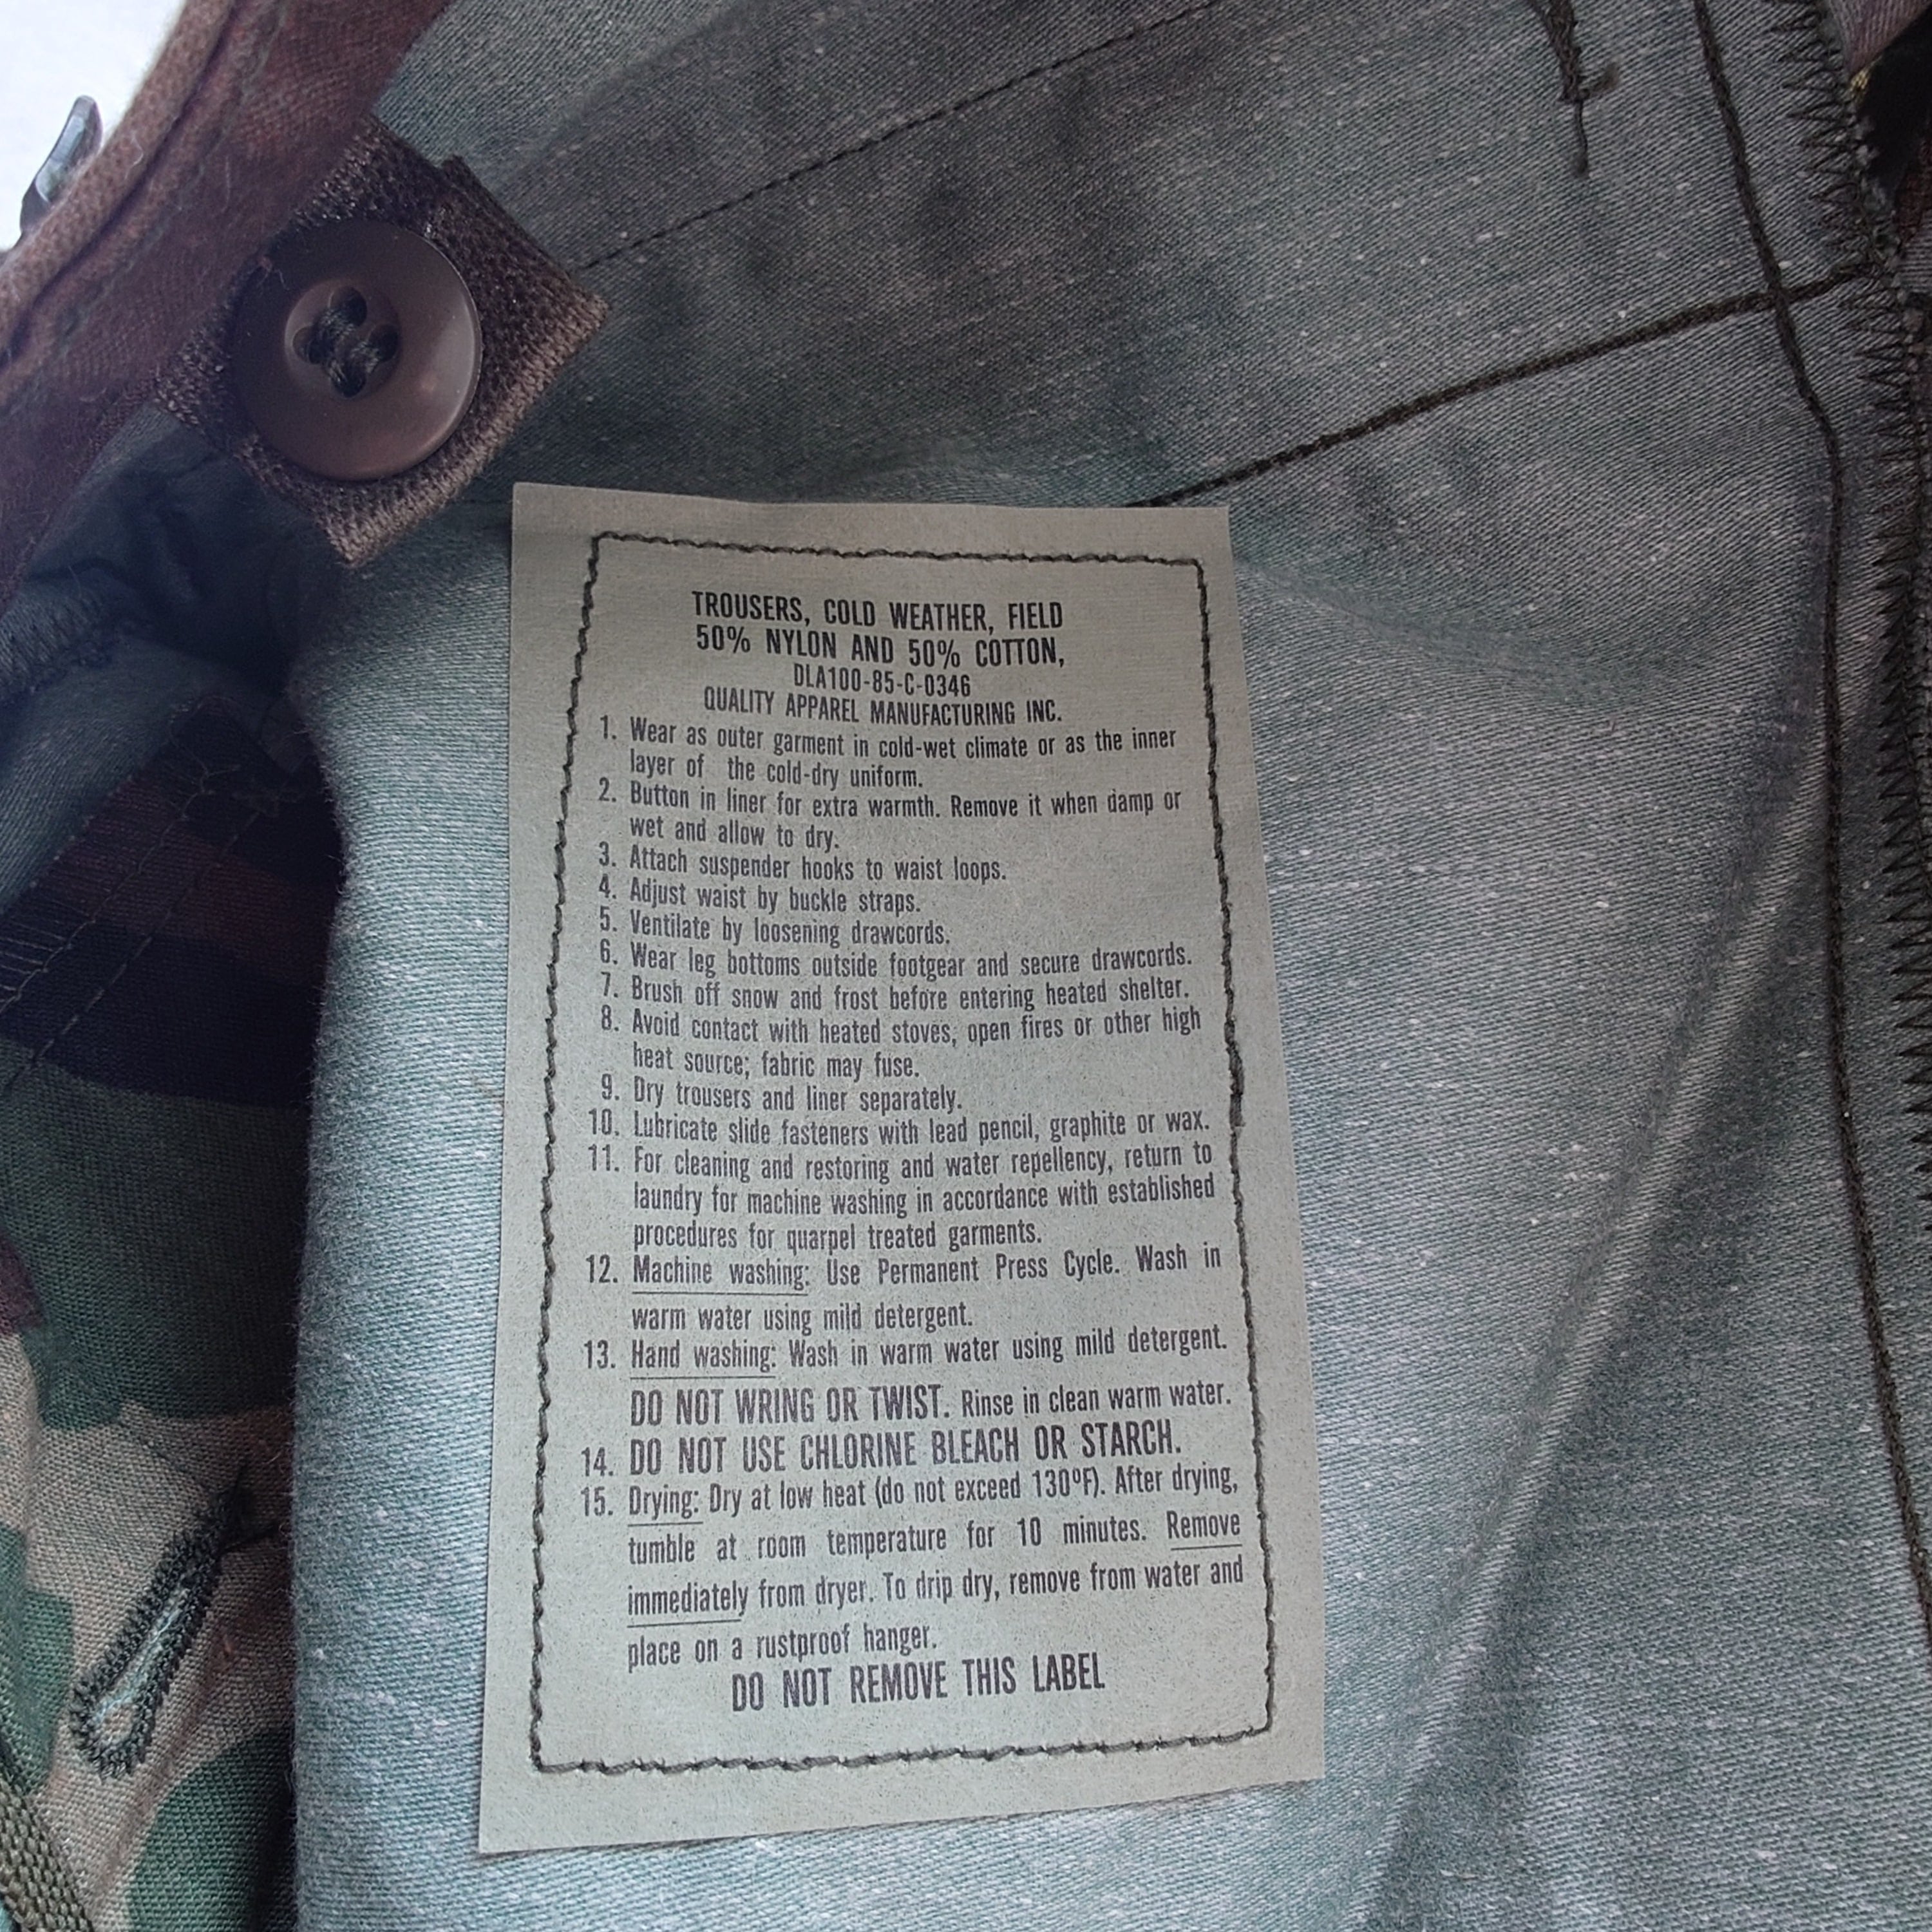 TROUSERS, COLD WEATHER, FIELD
50% NYLON AND 50% COTTON,
DLA100-85-C-0346
QUALITY APPAREL MANUFACTURING INC.
1. Wear as outer garment in cold-wet climate or as the inner
layer of the cold-dry uniform.
2. Button in liner for extra warmth. Remove it when damp or
wet and allow to dry.
3. Attach suspender hooks to waist loops.
4. Adjust waist by buckle straps.
5. Ventilate by loosening drawcords.
6. Wear leg bottoms outside footgear and secure drawcords.
7. Brush off snow and frost before entering heated shelter.
8. Avoid contact with heated stoves, open fires or other high
heat source; fabric may fuse.
9. Dry trousers and liner separately.
10. Lubricate slide fasteners with lead pencil, graphite or wax.
11. For cleaning and restoring and water repellency, return to
laundry for machine washing in accordance with established
procedures for quarpel treated garments.
12. Machine washing: Use Permanent Press Cycle. Wash in
warm water using mild detergent.
13. Hand washing: Wash in warm water using mild detergent.
DO NOT WRING OR TWIST. Rinse in clean warm water.
14. DO NOT USE CHLORINE BLEACH OR STARCH.
15. Drying: Dry at low heat (do not exceed 130ºF). After drying,
tumble at room temperature for 10 minutes. Remove
immediately from dryer. To drip dry, remove from water and
place on a rustproof hanger.
DO NOT REMOVE THIS LABEL